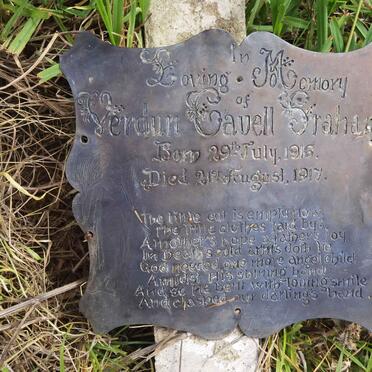 In
Loving Memory
of
Verdun Cavell Graham
Born 29th July, 1916.
Died 21st August, 1917.
The little cot is empty now
The little clothes laid by
A mother's hope a father's joy
In Death's cold arms doth lie
God needed one more angel child
Amidst His shining band
And so He bent with loving smile
And clasped our darling's hand